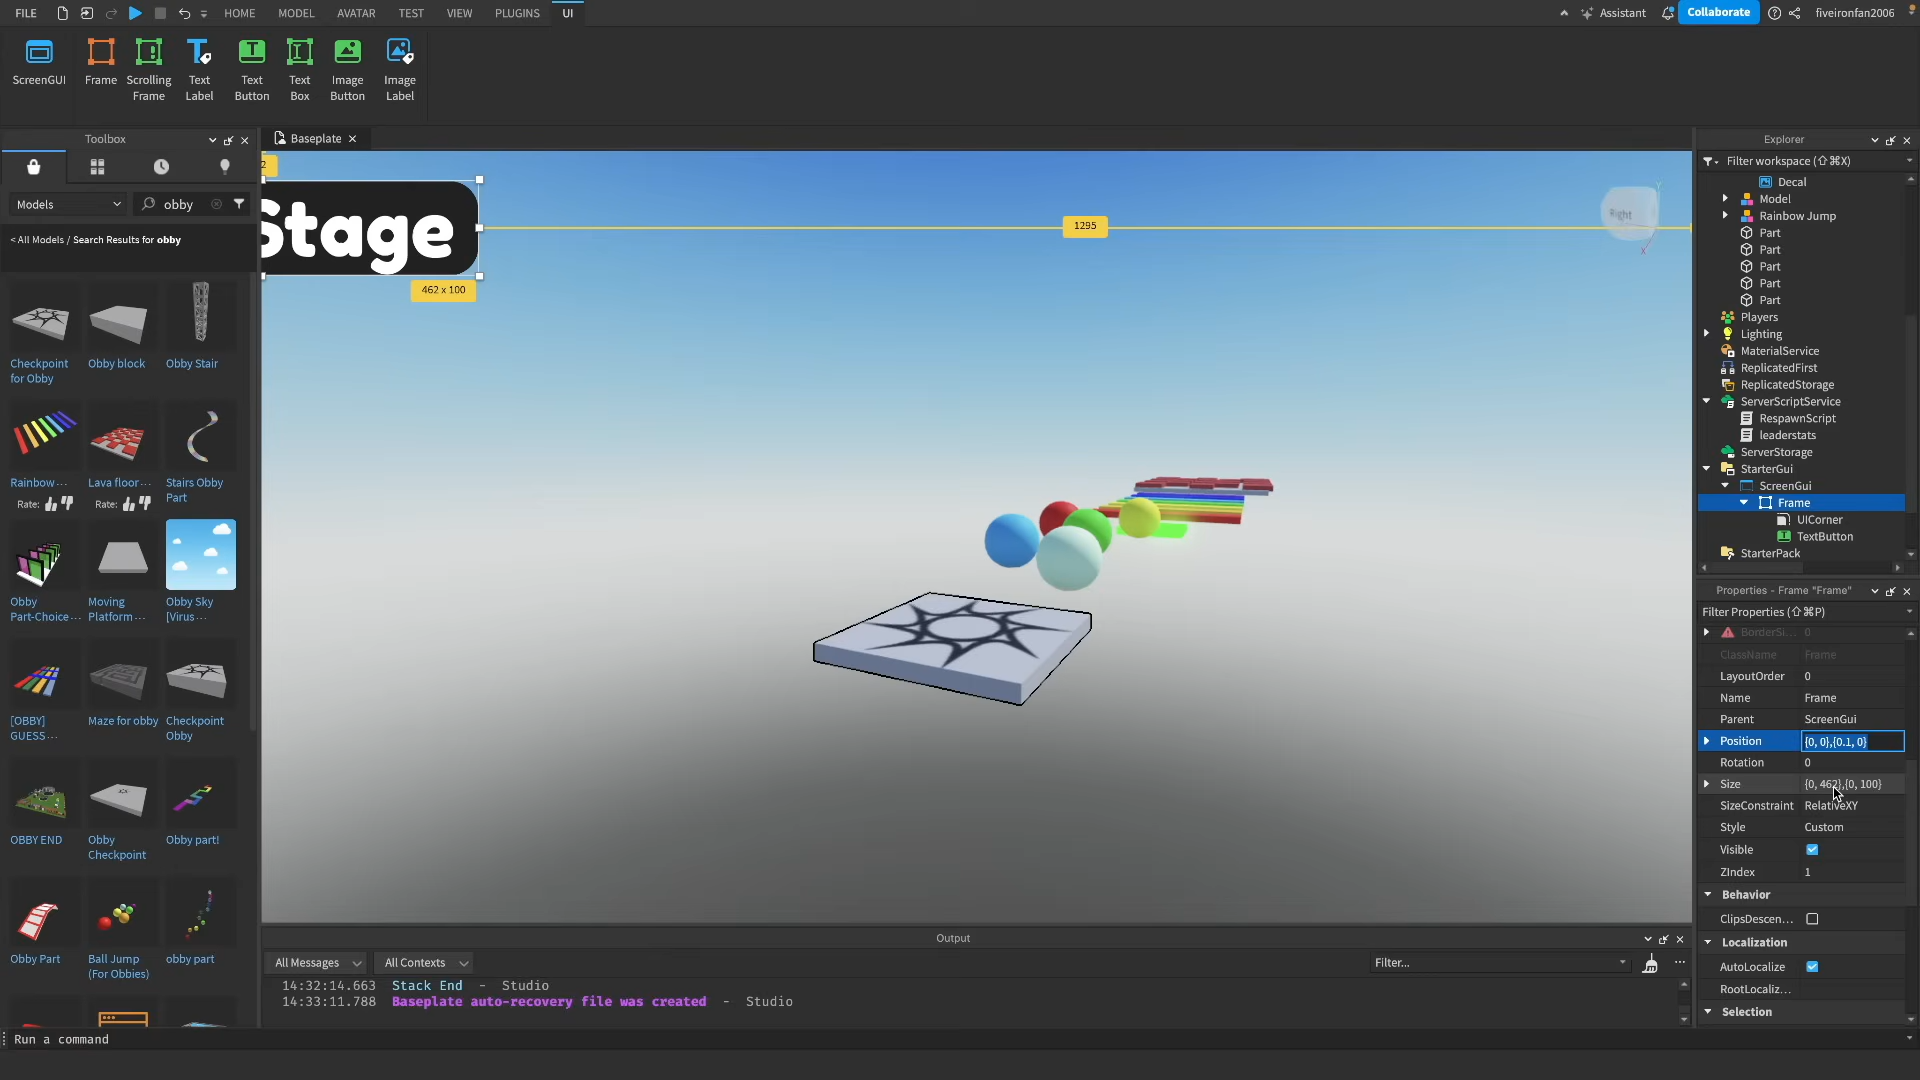 FILE HOME MODEL AVATAR TEST VIEW PLUGINS UI Assistant Collaborate fiveironfan2006
ScreenGUI Frame Scrolling Frame Text Label Text Button Text Box Image Button Image Label
Toolbox
Models obby
< All Models / Search Results for obby
Checkpoint for Obby
Obby block
Obby Stair
Rainbow ...
Rate:
Lava floor...
Rate:
Stairs Obby Part
Obby Part-Choice...
Moving Platform ...
Obby Sky [Virus ...
[OBBY] GUESS ...
Maze for obby
Checkpoint Obby
OBBY END
Obby Checkpoint
Obby part!
Obby Part
Ball Jump (For Obbies)
obby part
Baseplate
2
Stage
462 x 100
1295
Right
Y
X
Output
All Messages All Contexts Filter... ...
14:32:14.663 Stack End - Studio
14:33:11.788 Baseplate auto-recovery file was created - Studio
Run a command
Explorer
Filter workspace (⇧⌘X)
Decal
Model
Rainbow Jump
Part
Part
Part
Part
Part
Players
Lighting
MaterialService
ReplicatedFirst
ReplicatedStorage
ServerScriptService
RespawnScript
leaderstats
ServerStorage
StarterGui
ScreenGui
Frame
UICorner
TextButton
StarterPack
Properties - Frame "Frame"
Filter Properties (⇧⌘P)
BorderSi... 0
ClassName Frame
LayoutOrder 0
Name Frame
Parent ScreenGui
Position {0, 0},{0.1, 0}
Rotation 0
Size {0, 462},{0, 100}
SizeConstraint RelativeXY
Style Custom
Visible
ZIndex 1
Behavior
ClipsDescen...
Localization
AutoLocalize
RootLocaliz...
Selection